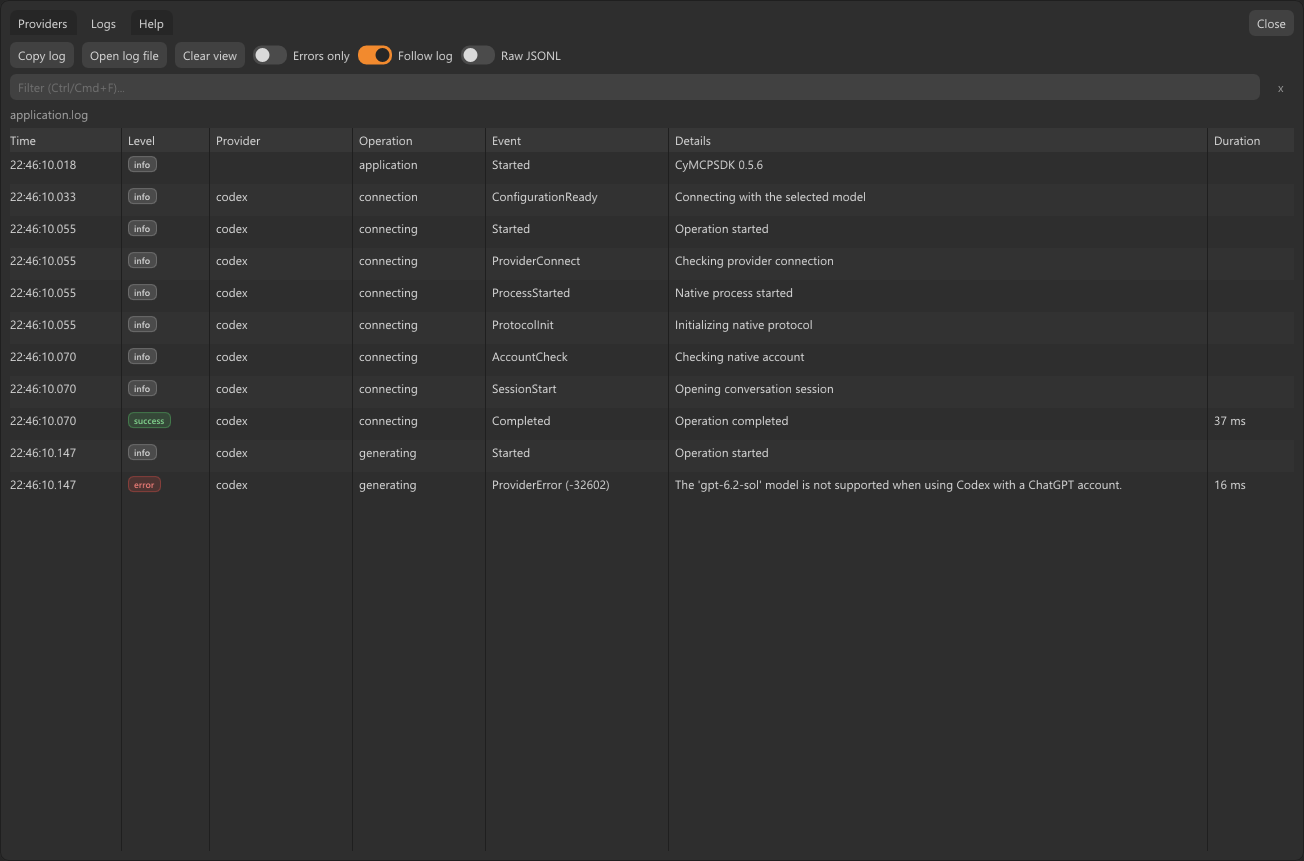 Providers Logs Help Close
Copy log Open log file Clear view Errors only Follow log Raw JSONL
Filter (Ctrl/Cmd+F)... x
application.log
Time Level Provider Operation Event Details Duration
22:46:10.018 info application Started CyMCPSDK 0.5.6
22:46:10.033 info codex connection ConfigurationReady Connecting with the selected model
22:46:10.055 info codex connecting Started Operation started
22:46:10.055 info codex connecting ProviderConnect Checking provider connection
22:46:10.055 info codex connecting ProcessStarted Native process started
22:46:10.055 info codex connecting ProtocolInit Initializing native protocol
22:46:10.070 info codex connecting AccountCheck Checking native account
22:46:10.070 info codex connecting SessionStart Opening conversation session
22:46:10.070 success codex connecting Completed Operation completed 37 ms
22:46:10.147 info codex generating Started Operation started
22:46:10.147 error codex generating ProviderError (-32602) The 'gpt-6.2-sol' model is not supported when using Codex with a ChatGPT account. 16 ms